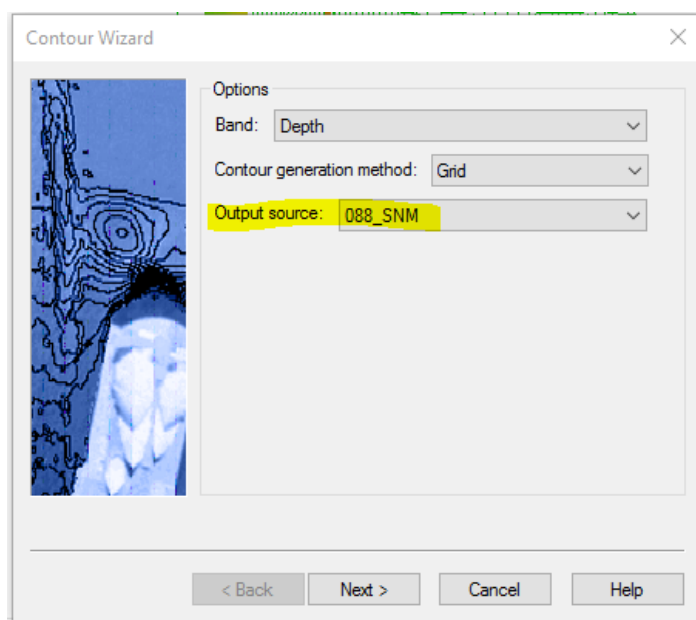 Contour Wizard
Options
Band: Depth
Contour generation method: Grid
Output source: 088_SNM
< Back Next > Cancel Help